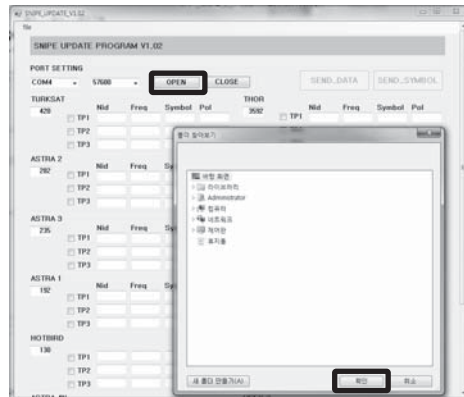 SNIPE_UPDATE_V1.02
file
SNIPE UPDATE PROGRAM V1.02
PORT SETTING
COM4 57600 OPEN CLOSE SEND_DATA SEND_SYMBOL
TURKSAT Nid Freq Symbol Pol
420
TP1
TP2
TP3
THOR Nid Freq Symbol Pol
3592
TP1
ASTRA 2 Nid Freq
282
TP1
TP2
TP3
ASTRA 3 Nid Freq
235
TP1
TP2
TP3
ASTRA 1 Nid Freq
192
TP1
TP2
TP3
HOTBIRD Nid Freq
130
TP1
TP2
TP3
폴더 찾아보기
바탕 화면
라이브러리
Administrator
컴퓨터
네트워크
제어판
휴지통
새 폴더 만들기(A) 확인 취소